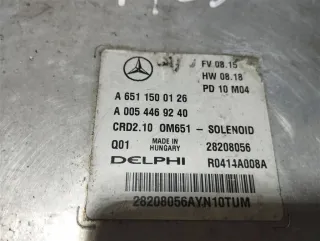 FV 08.15
HW 08.18
PD 10 M04
A 651 150 01 26
A 005 446 92 40
CRD2.10 OM651 - SOLENOID
Q01 MADE IN HUNGARY 28208056
DELPHI R0414A008A
28208056AYN10TUM